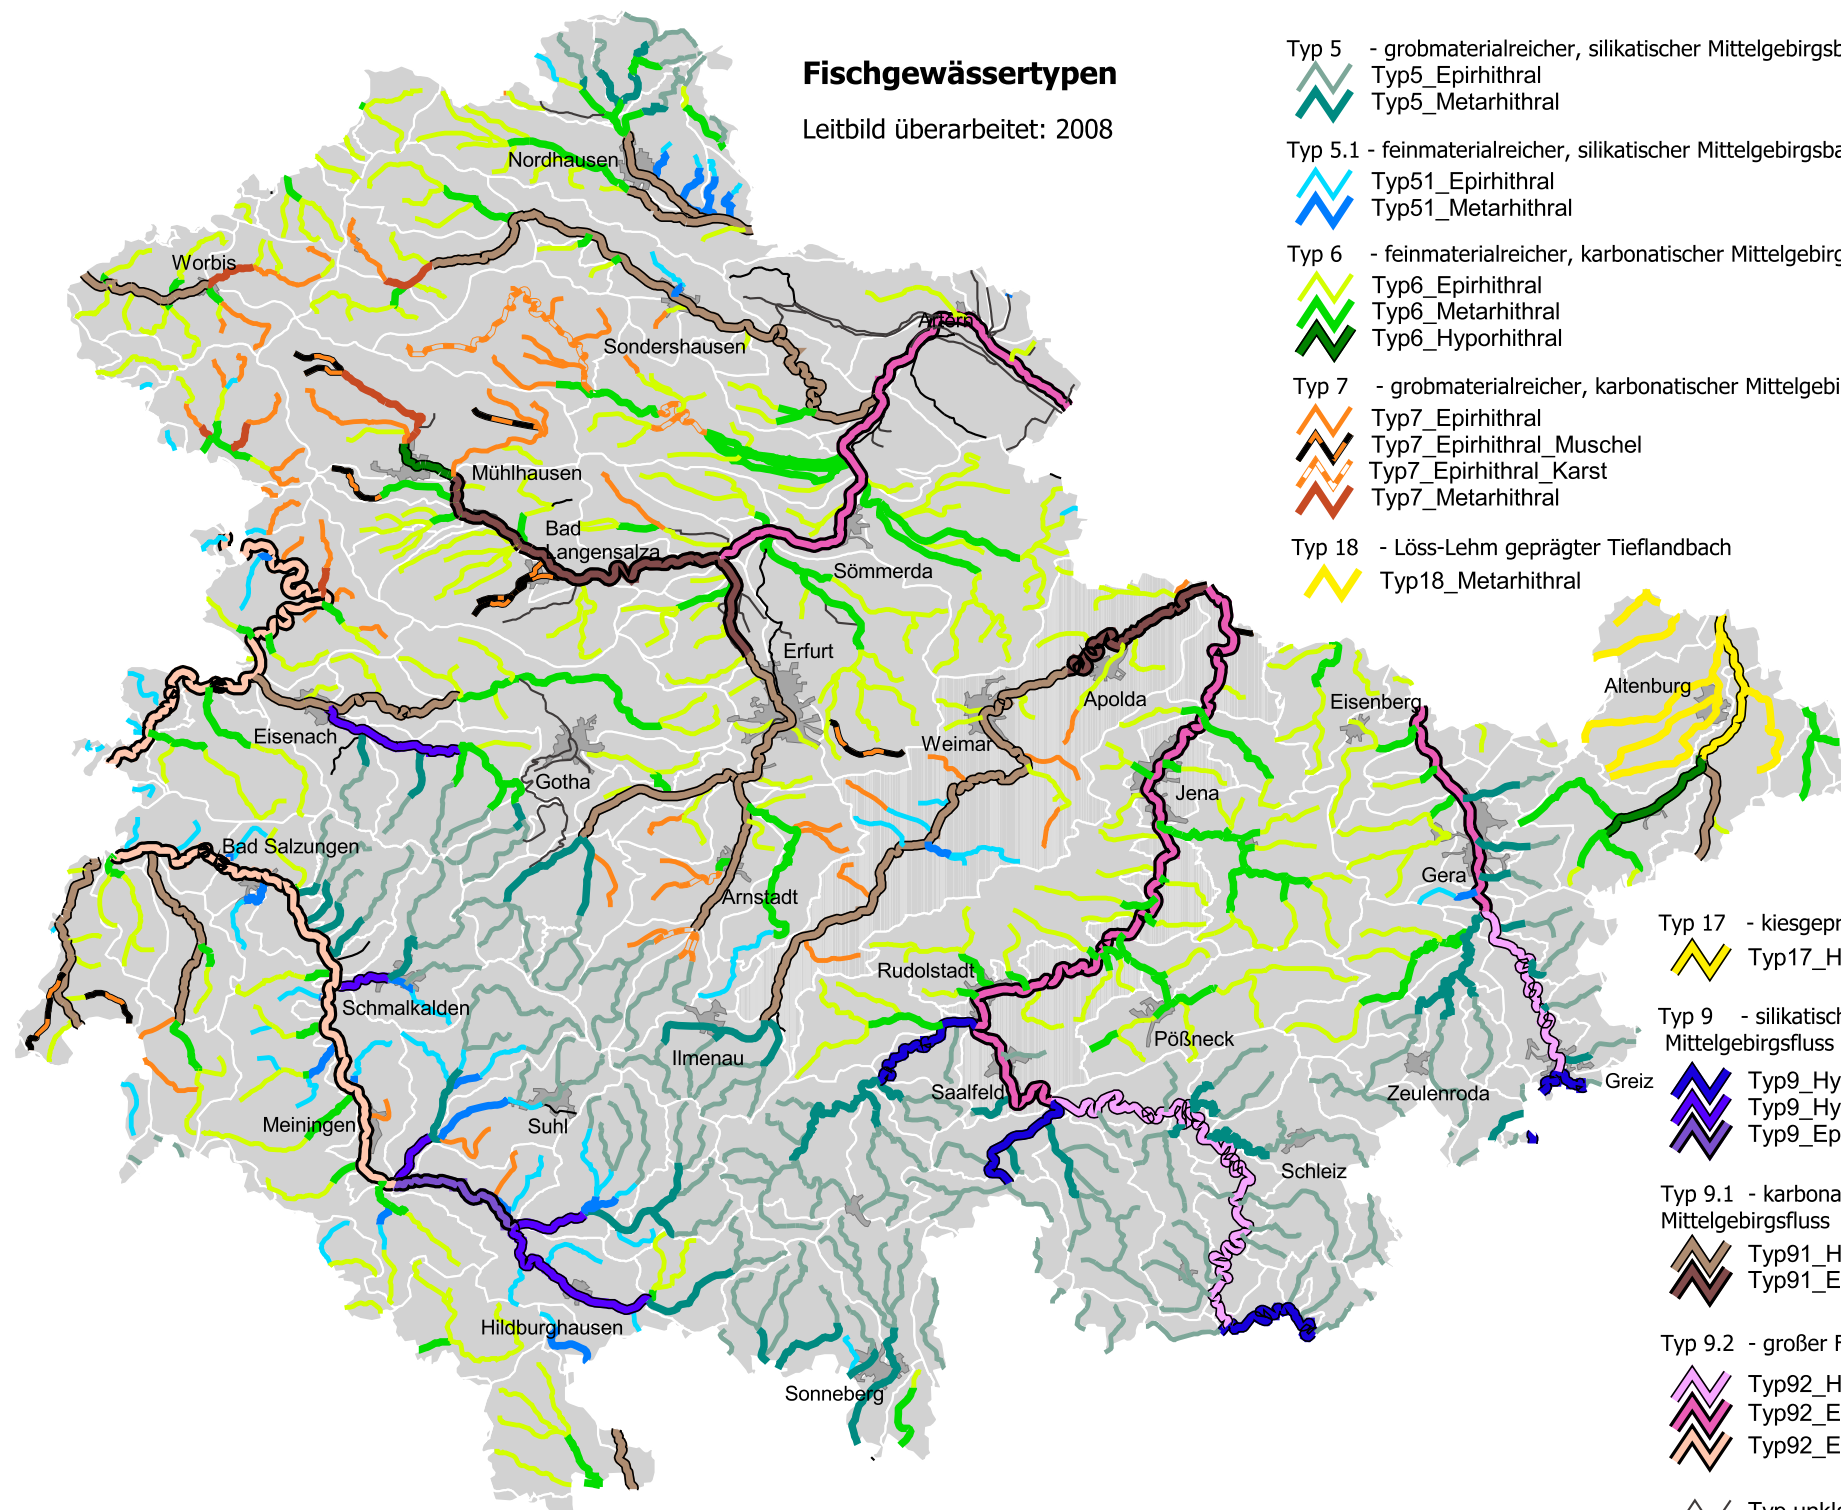 Fischgewässertypen
Leitbild überarbeitet: 2008
Typ 5 - grobmaterialreicher, silikatischer Mittelgebirgsb
Typ5_Epirhithral
Typ5_Metarhithral
Typ 5.1 - feinmaterialreicher, silikatischer Mittelgebirgsba
Typ51_Epirhithral
Typ51_Metarhithral
Typ 6 - feinmaterialreicher, karbonatischer Mittelgebirg
Typ6_Epirhithral
Typ6_Metarhithral
Typ6_Hyporhithral
Typ 7 - grobmaterialreicher, karbonatischer Mittelgebi
Typ7_Epirhithral
Typ7_Epirhithral_Muschel
Typ7_Epirhithral_Karst
Typ7_Metarhithral
Typ 18 - Löss-Lehm geprägter Tieflandbach
Typ18_Metarhithral
Typ 17 - kiesgepr
Typ17_H
Typ 9 - silikatisch
Mittelgebirgsfluss
Typ9_Hy
Typ9_Hy
Typ9_Ep
Typ 9.1 - karbona
Mittelgebirgsfluss
Typ91_H
Typ91_E
Typ 9.2 - großer F
Typ92_H
Typ92_E
Typ92_E
Nordhausen
Worbis
Artern
Sondershausen
Mühlhausen
Bad
Langensalza
Sömmerda
Erfurt
Apolda
Eisenberg
Altenburg
Eisenach
Weimar
Gotha
Jena
Bad Salzungen
Gera
Arnstadt
Rudolstadt
Schmalkalden
Ilmenau
Pößneck
Saalfeld
Zeulenroda
Greiz
Meiningen
Suhl
Schleiz
Hildburghausen
Sonneberg